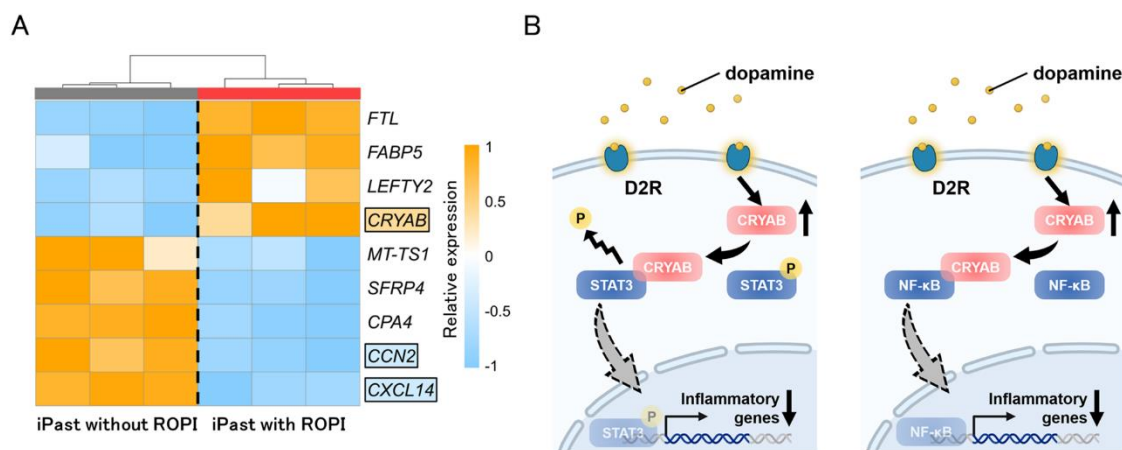 A
FTL
FABP5
LEFTY2
CRYAB
MT-TS1
SFRP4
CPA4
CCN2
CXCL14
iPast without ROPI
iPast with ROPI
1
0.5
0
-0.5
-1
Relative expression
B
dopamine
D2R
CRYAB
P
CRYAB
STAT3
P
STAT3
P
STAT3
Inflammatory
genes
dopamine
D2R
CRYAB
CRYAB
NF-κB
NF-κB
NF-κB
Inflammatory
genes